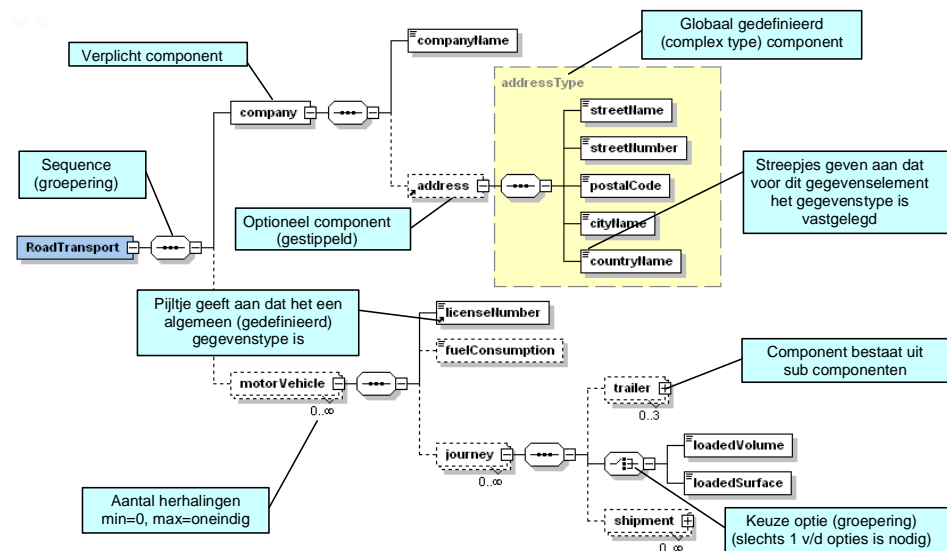 Globaal gedefinieerd
(complex type) component
Verplicht component
companyName
addressType
company
streetName
streetNumber
Sequence
(groepering)
address
postalCode
Streepjes geven aan dat
voor dit gegevenselement
het gegevenstype is
vastgelegd
Optioneel component
(gestippeld)
cityName
RoadTransport
countryName
Pijltje geeft aan dat het een
algemeen (gedefinieerd)
gegevenstype is
licenseNumber
fuelConsumption
Component bestaat uit
sub componenten
motorVehicle
0..∞
trailer
0..3
journey
0..∞
loadedVolume
loadedSurface
Aantal herhalingen
min=0, max=oneindig
shipment
0..∞
Keuze optie (groepering)
(slechts 1 v/d opties is nodig)